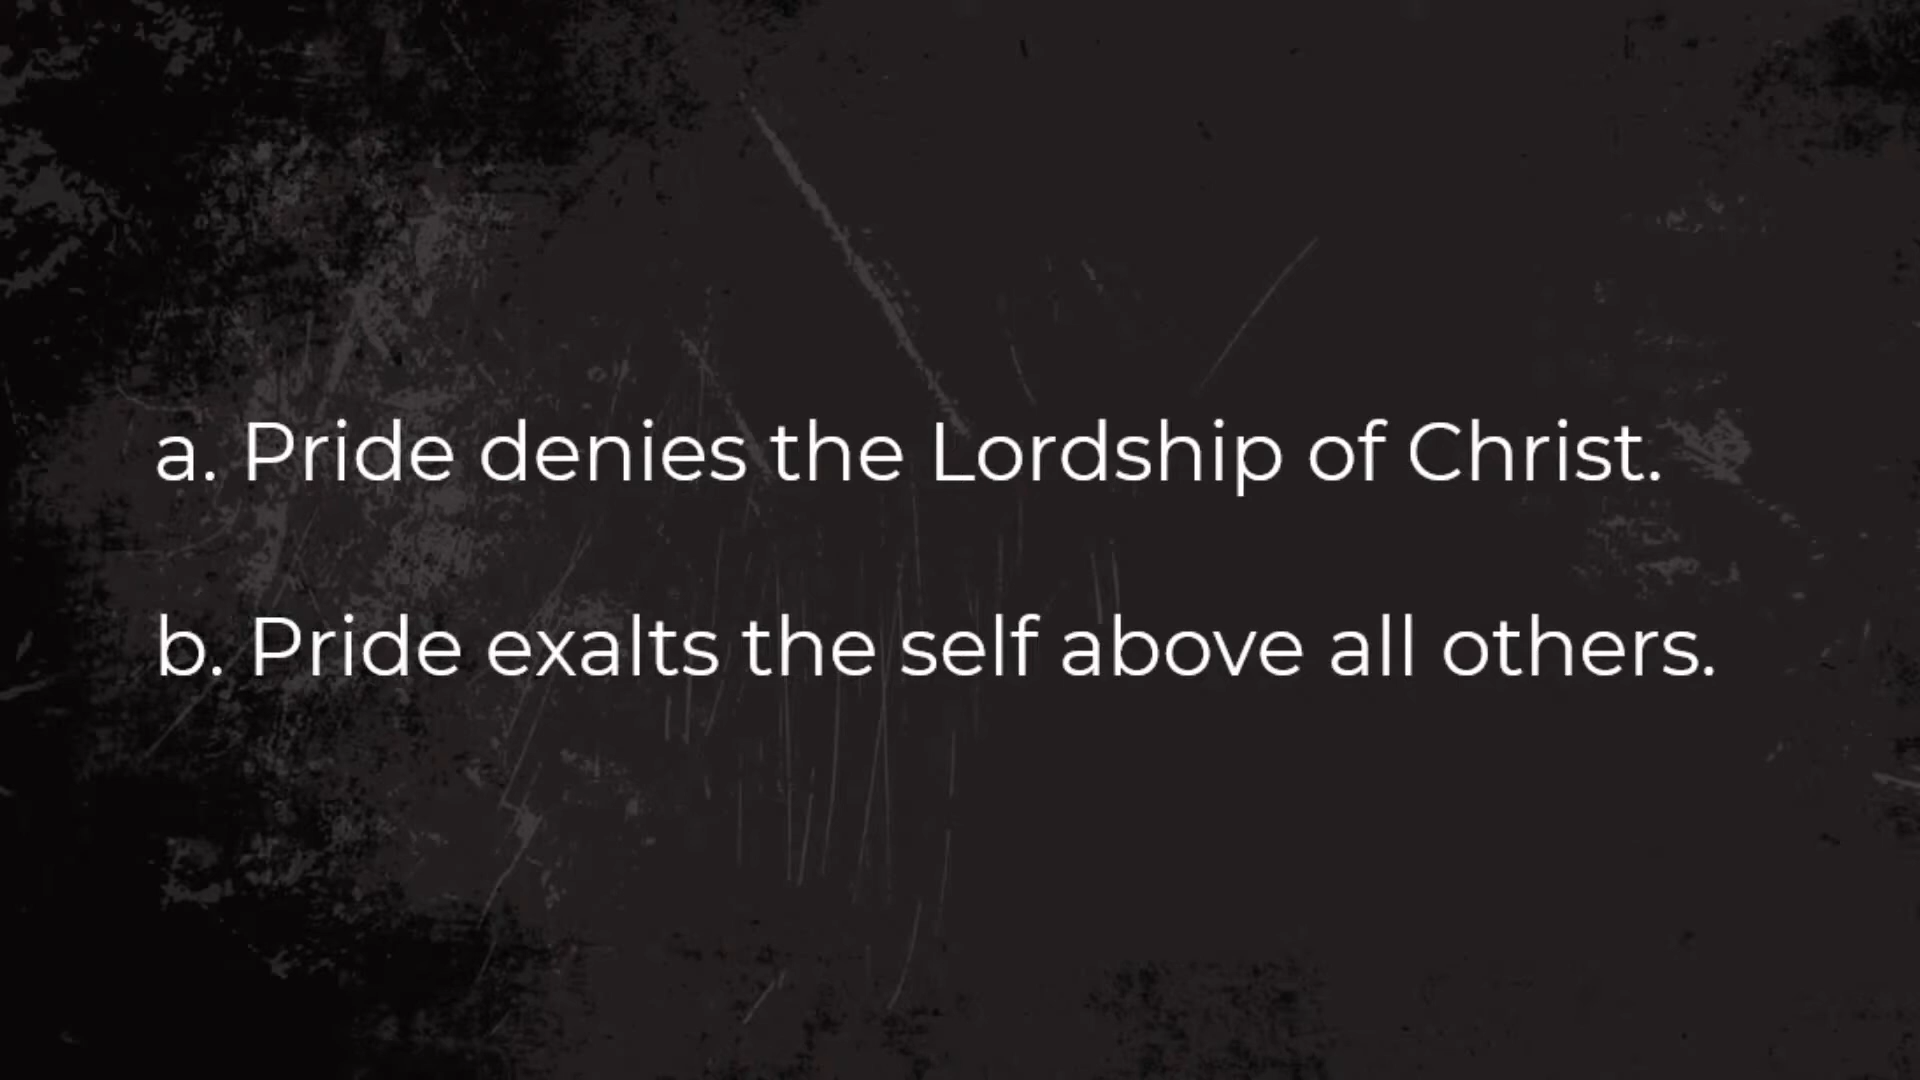 a. Pride denies the Lordship of Christ.
b. Pride exalts the self above all others.